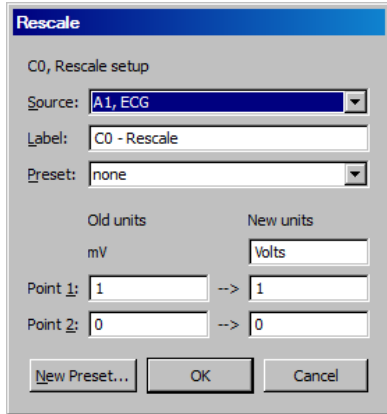 Rescale
C0, Rescale setup
Source: A1, ECG
Label: C0 - Rescale
Preset: none
Old units New units
mV Volts
Point 1: 1 --> 1
Point 2: 0 --> 0
New Preset... OK Cancel